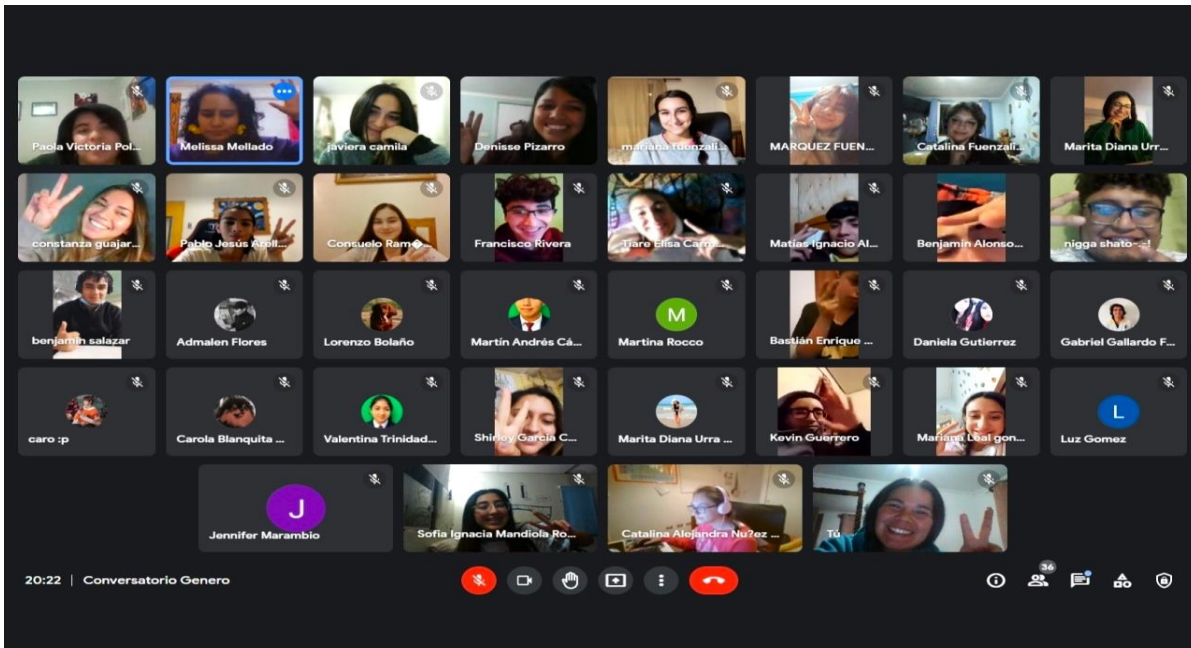 Paola Victoria Pol...
Melissa Mellado
javiera camila
Denisse Pizarro
mariana fuenzali...
MARQUEZ FUEN...
Catalina Fuenzali...
Marita Diana Urr...
constanza guajar...
Pablo Jesús Arell...
Consuelo Ram�...
Francisco Rivera
Tiare Elisa Carr...
Matías Ignacio Al...
Benjamín Alonso...
nigga shato-.-!
benjamin salazar
Admalen Flores
Lorenzo Bolaño
Martín Andrés Cá...
M
Martina Rocco
Bastián Enrique ...
Daniela Gutierrez
Gabriel Gallardo F...
caro :p
Carola Blanquita ...
Valentina Trinidad...
Shirley Garcia C...
Marita Diana Urra ...
Kevin Guerrero
Mariana Leal gon...
L
Luz Gomez
J
Jennifer Marambio
Sofia Ignacia Mandiola Ro...
Catalina Alejandra Nu?ez ...
Tú
20:22 | Conversatorio Genero
36